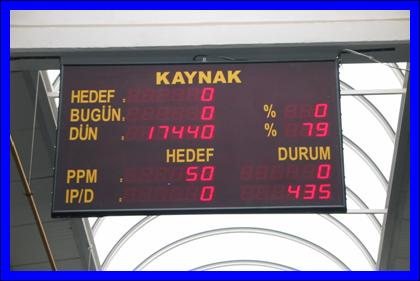 KAYNAK
HEDEF : 0
BUGÜN : 0 % 0
DÜN : 17440 % 79
HEDEF DURUM
PPM : 50 0
IP/D : 0 435